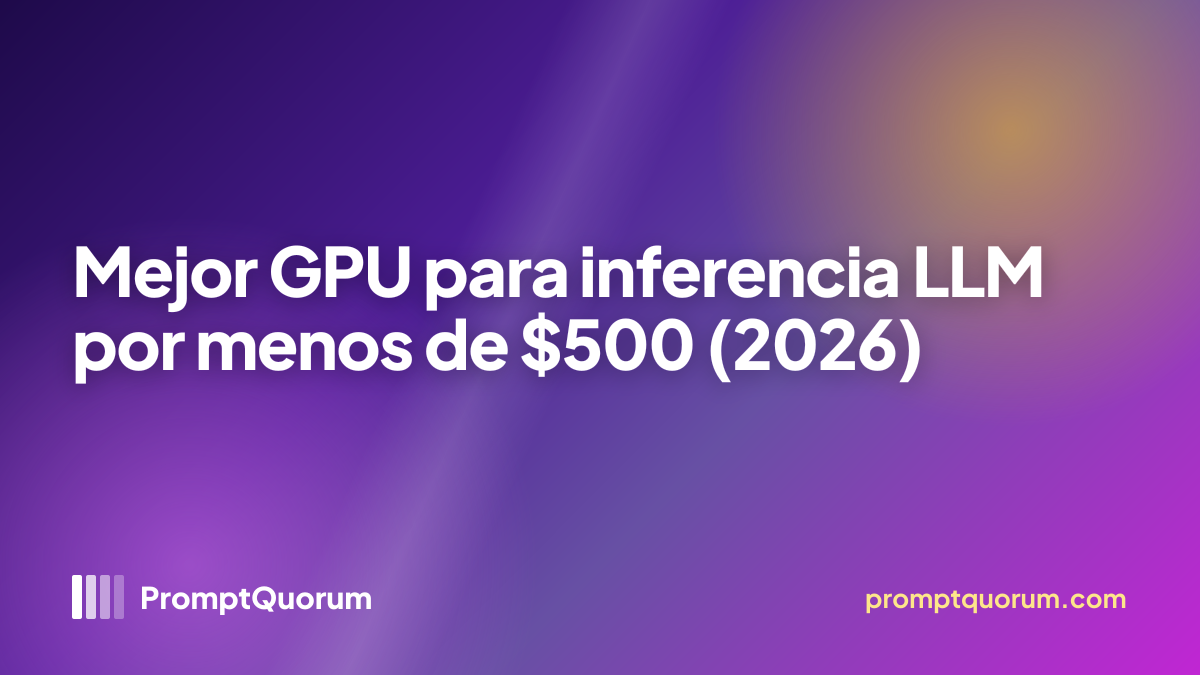 Mejor GPU para inferencia LLM
por menos de $500 (2026)
PromptQuorum
promptquorum.com